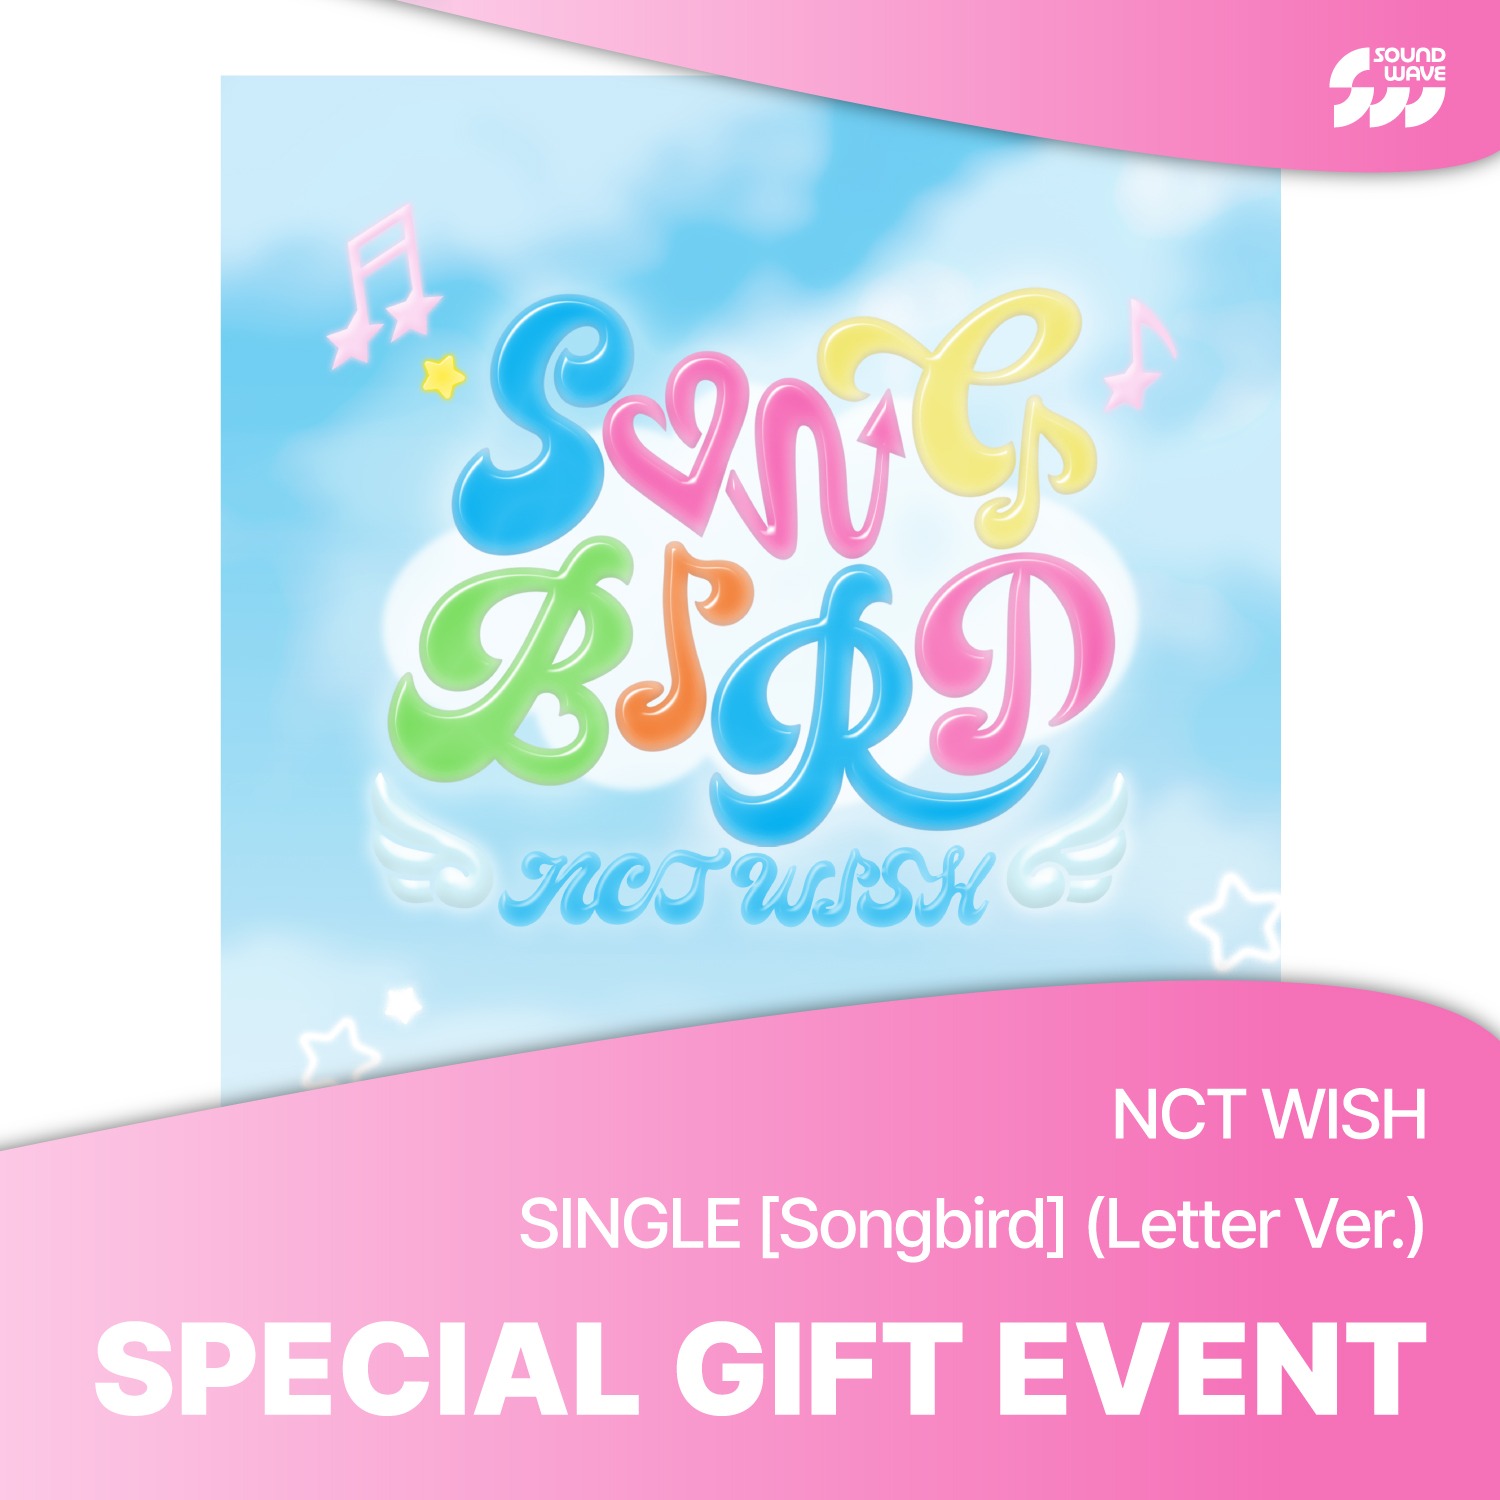 SOUND
WAVE
SONG
BIRD
NCT WISH
NCT WISH
SINGLE [Songbird] (Letter Ver.)
SPECIAL GIFT EVENT